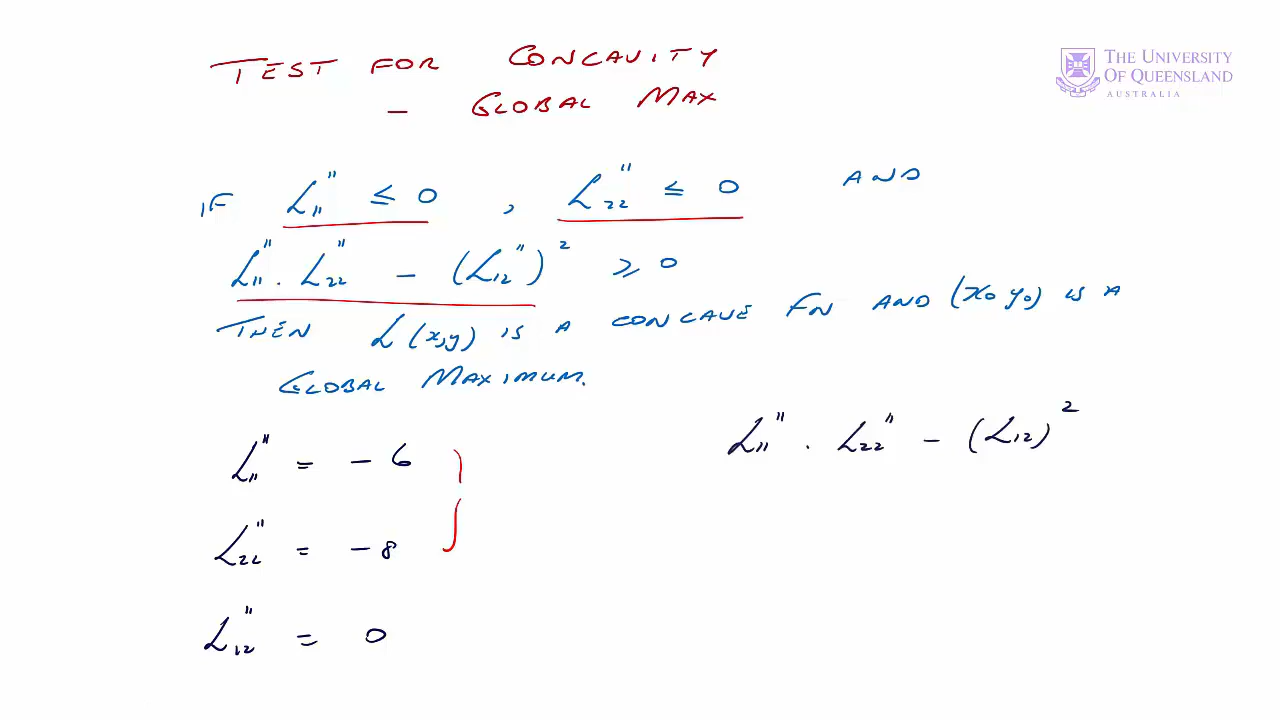 TEST FOR CONCAVITY
– GLOBAL MAX
THE UNIVERSITY
OF QUEENSLAND
AUSTRALIA
IF L₁₁'' ≤ 0 , L₂₂'' ≤ 0 AND
L₁₁'' . L₂₂'' – (L₁₂'')² ≥ 0
THEN L(x,y) IS A CONCAVE FN AND (x₀ y₀) IS A
GLOBAL MAXIMUM.
L₁₁'' = – 6
L₂₂'' = – 8
L₁₂'' = 0
L₁₁'' . L₂₂'' – (L₁₂)²